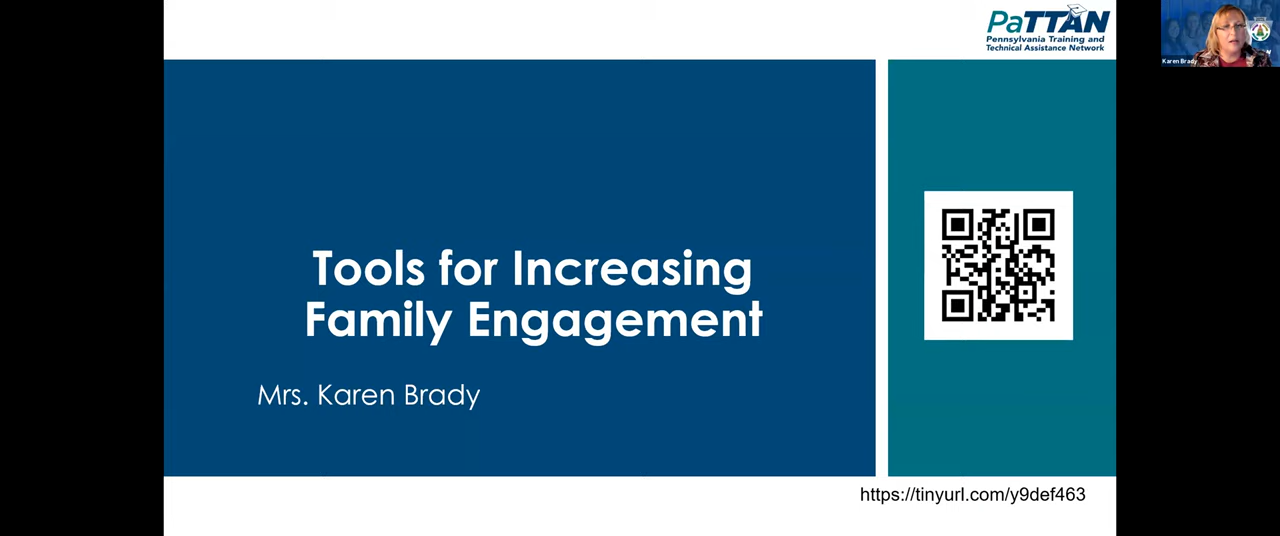 PaTTAN
Pennsylvania Training and
Technical Assistance Network
Karen Brady
Tools for Increasing
Family Engagement
Mrs. Karen Brady
https://tinyurl.com/y9def463